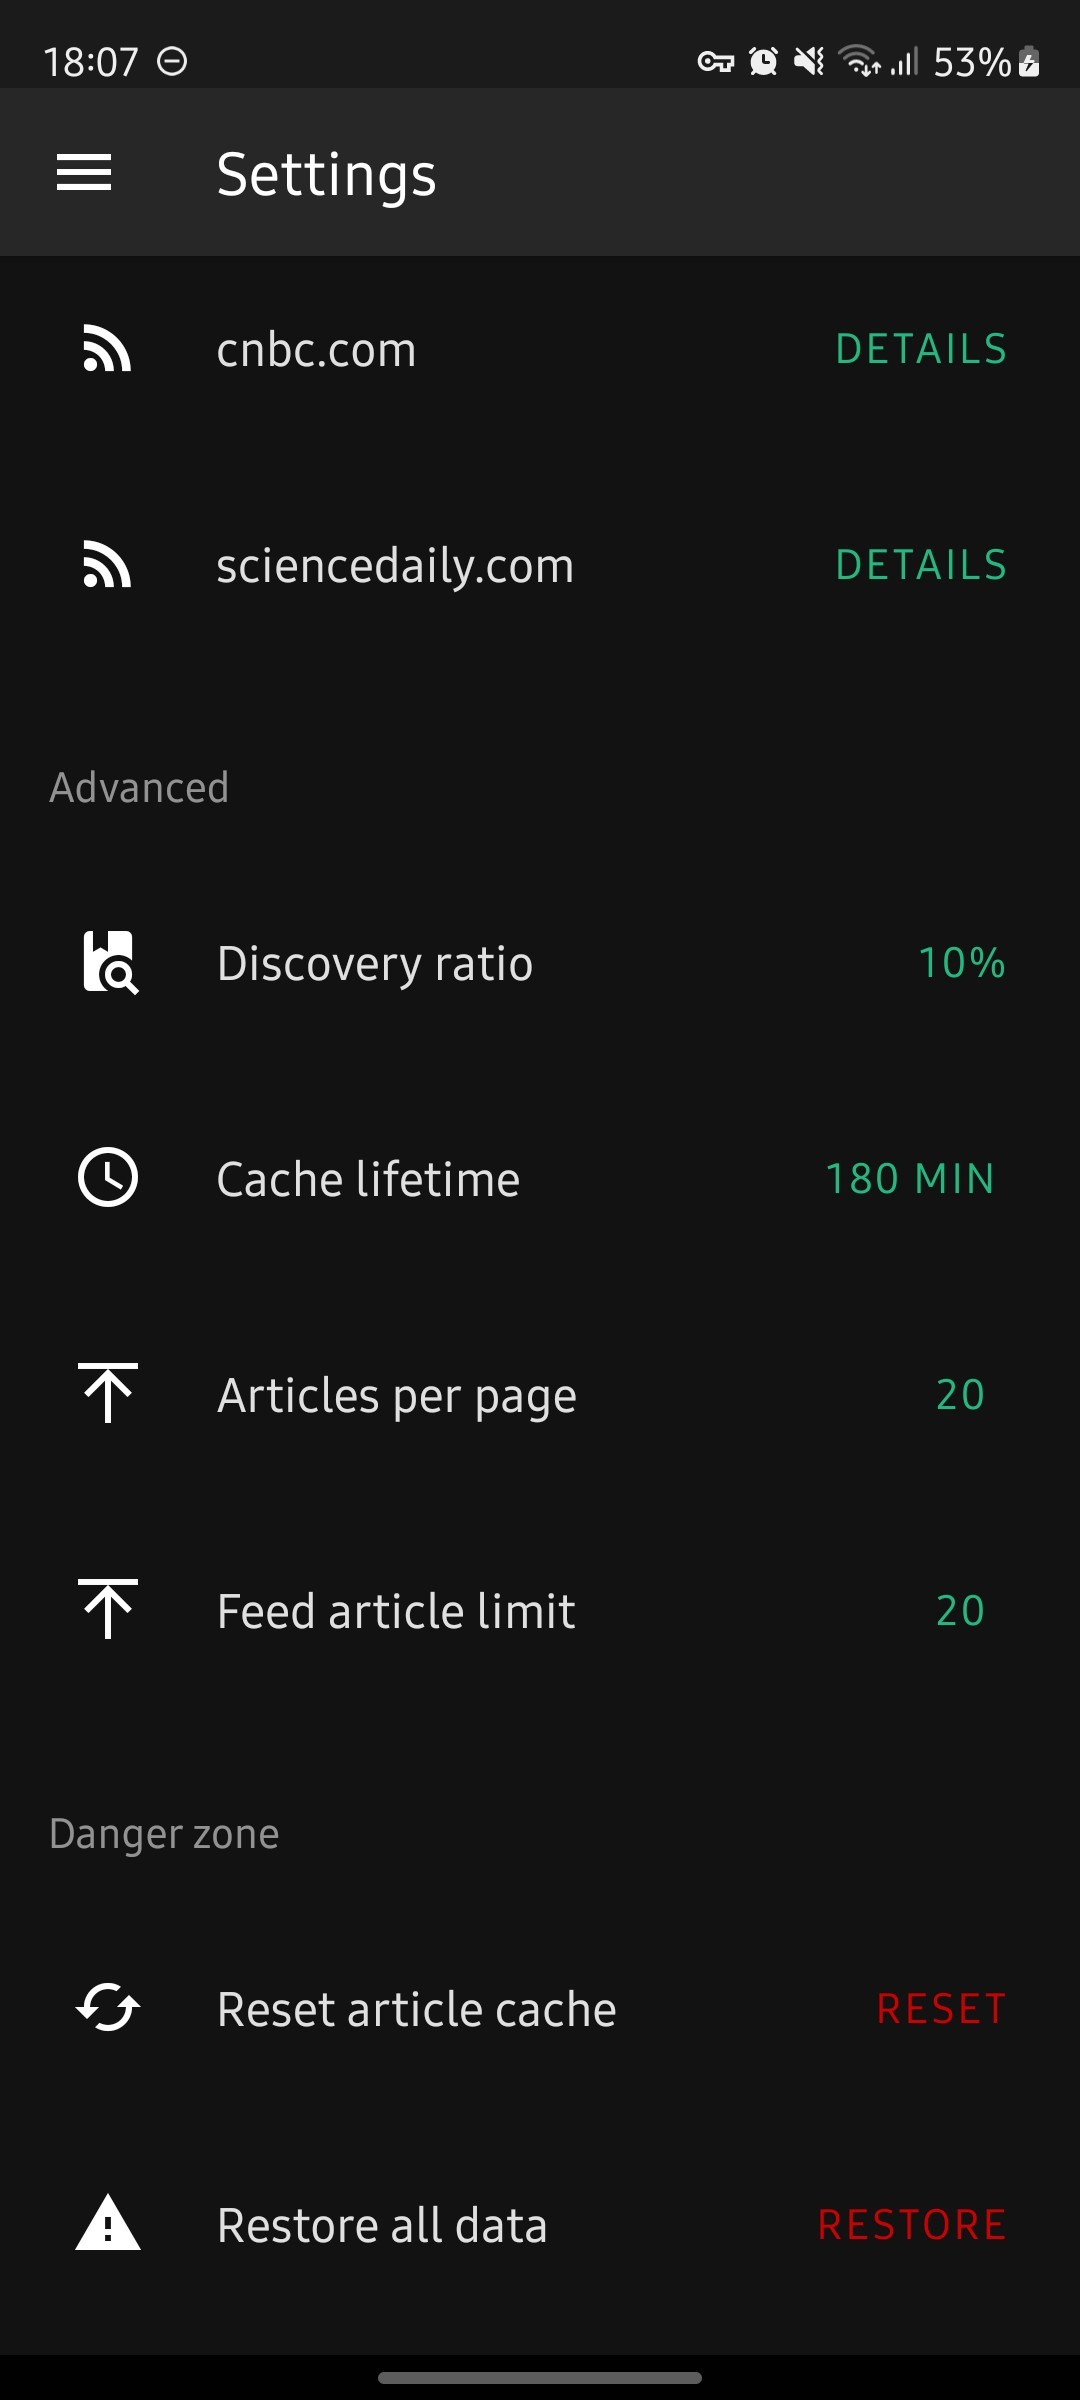 18:07 53%
Settings
cnbc.com DETAILS
sciencedaily.com DETAILS
Advanced
Discovery ratio 10%
Cache lifetime 180 MIN
Articles per page 20
Feed article limit 20
Danger zone
Reset article cache RESET
Restore all data RESTORE